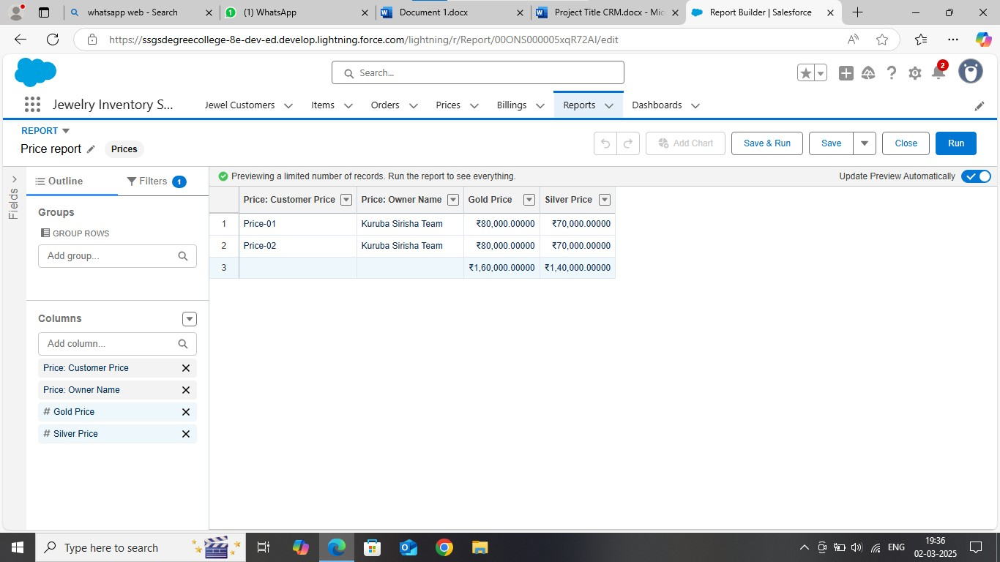 whatsapp web - Search
(1) WhatsApp
Document 1.docx
Project Title CRM.docx - Mic
Report Builder | Salesforce
https://ssgsdegreecollege-8e-dev-ed.develop.lightning.force.com/lightning/r/Report/00ONS000005xqR72AI/edit
Search...
2
Jewelry Inventory S...
Jewel Customers
Items
Orders
Prices
Billings
Reports
Dashboards
REPORT
Price report
Prices
Add Chart
Save & Run
Save
Close
Run
Fields
Outline
Filters
1
Previewing a limited number of records. Run the report to see everything.
Update Preview Automatically
Groups
GROUP ROWS
Add group...
Columns
Add column...
Price: Customer Price
Price: Owner Name
# Gold Price
# Silver Price
Price: Customer Price Price: Owner Name Gold Price Silver Price
1 Price-01 Kuruba Sirisha Team ₹80,000.00000 ₹70,000.00000
2 Price-02 Kuruba Sirisha Team ₹80,000.00000 ₹70,000.00000
3 ₹1,60,000.00000 ₹1,40,000.00000
Type here to search
ENG
19:36
02-03-2025